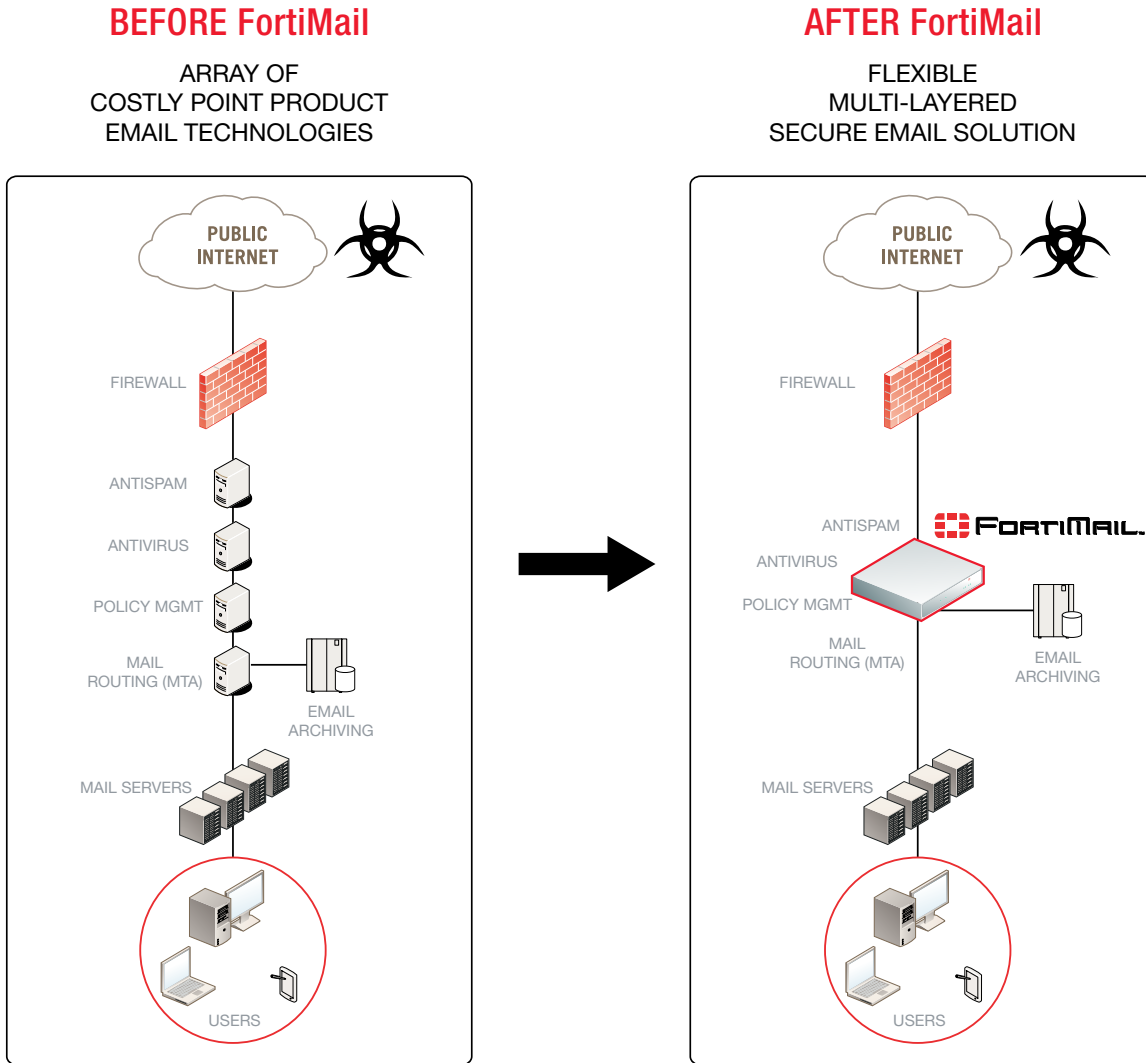 BEFORE FortiMail
ARRAY OF
COSTLY POINT PRODUCT
EMAIL TECHNOLOGIES
PUBLIC
INTERNET
FIREWALL
ANTISPAM
ANTIVIRUS
POLICY MGMT
MAIL
ROUTING (MTA)
EMAIL
ARCHIVING
MAIL SERVERS
USERS
AFTER FortiMail
FLEXIBLE
MULTI-LAYERED
SECURE EMAIL SOLUTION
PUBLIC
INTERNET
FIREWALL
ANTISPAM
FORTIMAIL
ANTIVIRUS
POLICY MGMT
MAIL
ROUTING (MTA)
EMAIL
ARCHIVING
MAIL SERVERS
USERS